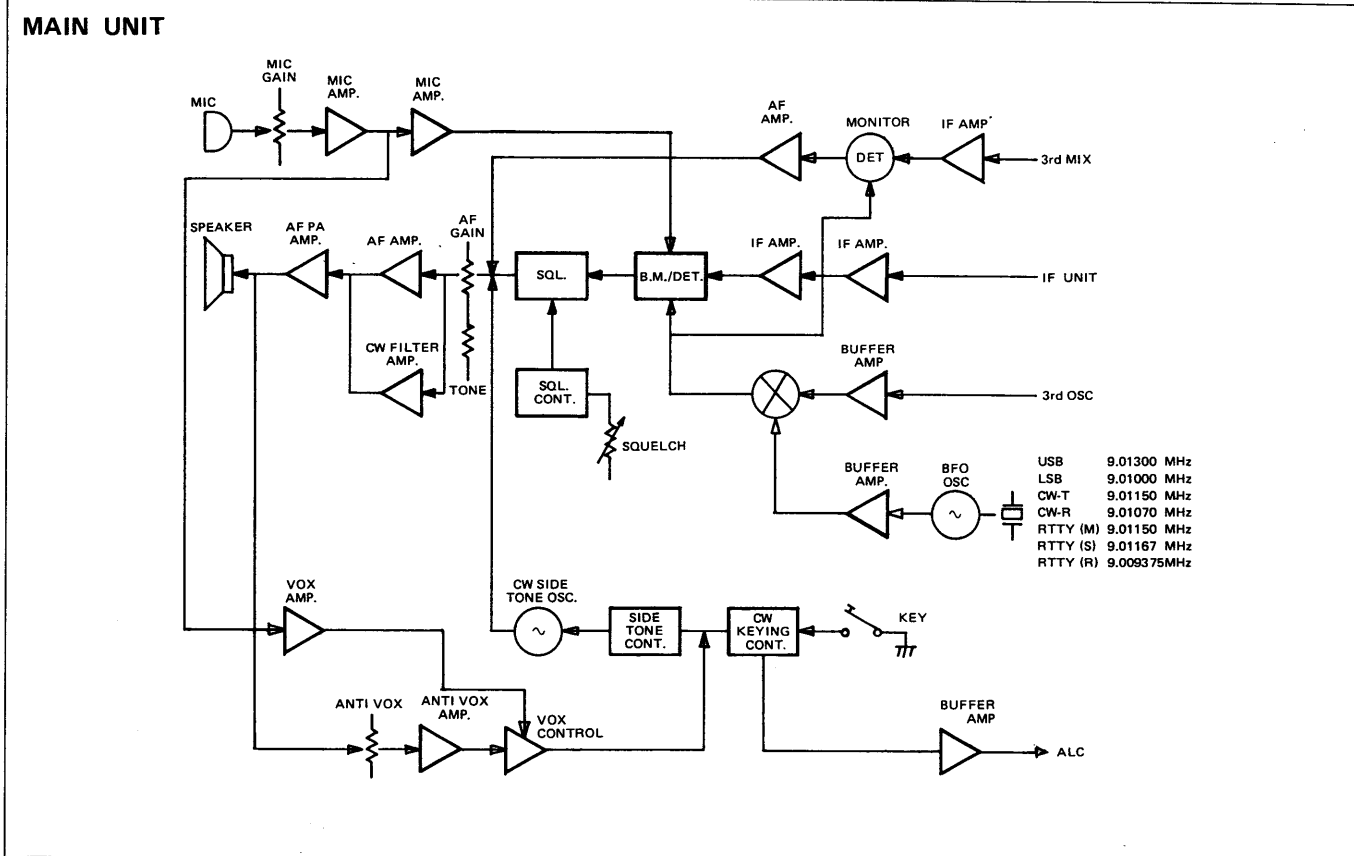 MAIN UNIT
MIC
GAIN
MIC
MIC
AMP.
MIC
AMP.
AF
AMP.
MONITOR
DET
IF AMP
3rd MIX
SPEAKER
AF PA
AMP.
AF AMP.
AF
GAIN
SQL.
B.M./DET.
IF AMP.
IF AMP.
IF UNIT
CW FILTER
AMP.
TONE
SQL.
CONT.
SQUELCH
BUFFER
AMP
3rd OSC
BUFFER
AMP.
BFO
OSC
~
USB 9.01300 MHz
LSB 9.01000 MHz
CW-T 9.01150 MHz
CW-R 9.01070 MHz
RTTY (M) 9.01150 MHz
RTTY (S) 9.01167 MHz
RTTY (R) 9.009375MHz
VOX
AMP.
CW SIDE
TONE OSC.
~
SIDE
TONE
CONT.
CW
KEYING
CONT.
KEY
ANTI VOX
ANTI VOX
AMP.
VOX
CONTROL
BUFFER
AMP
ALC